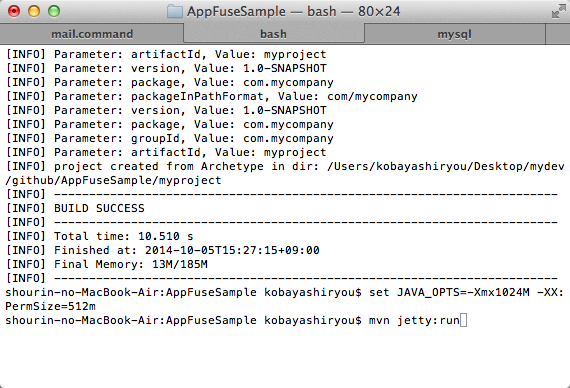 AppFuseSample — bash — 80×24
mail.command bash mysql
[INFO] Parameter: artifactId, Value: myproject
[INFO] Parameter: version, Value: 1.0-SNAPSHOT
[INFO] Parameter: package, Value: com.mycompany
[INFO] Parameter: packageInPathFormat, Value: com/mycompany
[INFO] Parameter: version, Value: 1.0-SNAPSHOT
[INFO] Parameter: package, Value: com.mycompany
[INFO] Parameter: groupId, Value: com.mycompany
[INFO] Parameter: artifactId, Value: myproject
[INFO] project created from Archetype in dir: /Users/kobayashiryou/Desktop/mydev
/github/AppFuseSample/myproject
[INFO] ------------------------------------------------------------------------
[INFO] BUILD SUCCESS
[INFO] ------------------------------------------------------------------------
[INFO] Total time: 10.510 s
[INFO] Finished at: 2014-10-05T15:27:15+09:00
[INFO] Final Memory: 13M/185M
[INFO] ------------------------------------------------------------------------
shourin-no-MacBook-Air:AppFuseSample kobayashiryou$ set JAVA_OPTS=-Xmx1024M -XX:
PermSize=512m
shourin-no-MacBook-Air:AppFuseSample kobayashiryou$ mvn jetty:run